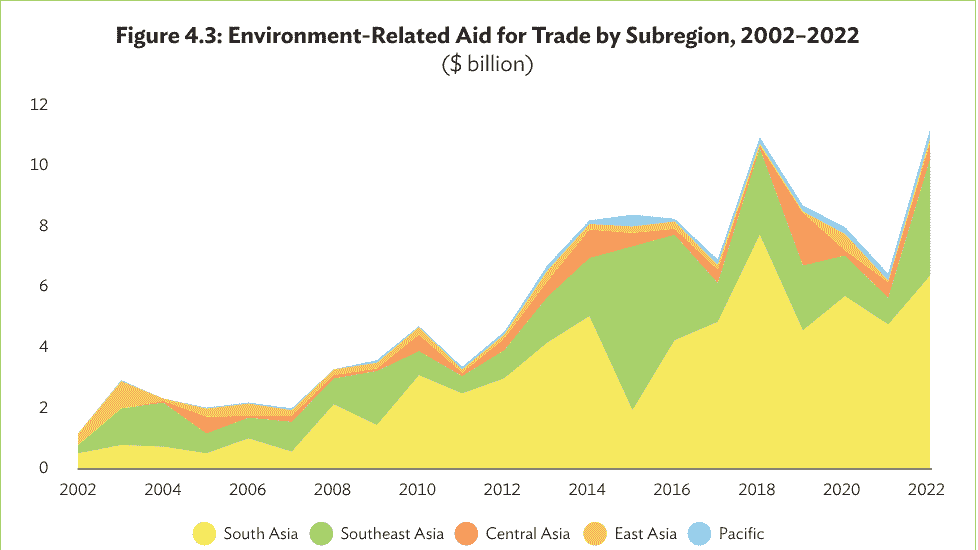 Figure 4.3: Environment-Related Aid for Trade by Subregion, 2002–2022
($ billion)
12
10
8
6
4
2
0
2002 2004 2006 2008 2010 2012 2014 2016 2018 2020 2022
South Asia Southeast Asia Central Asia East Asia Pacific